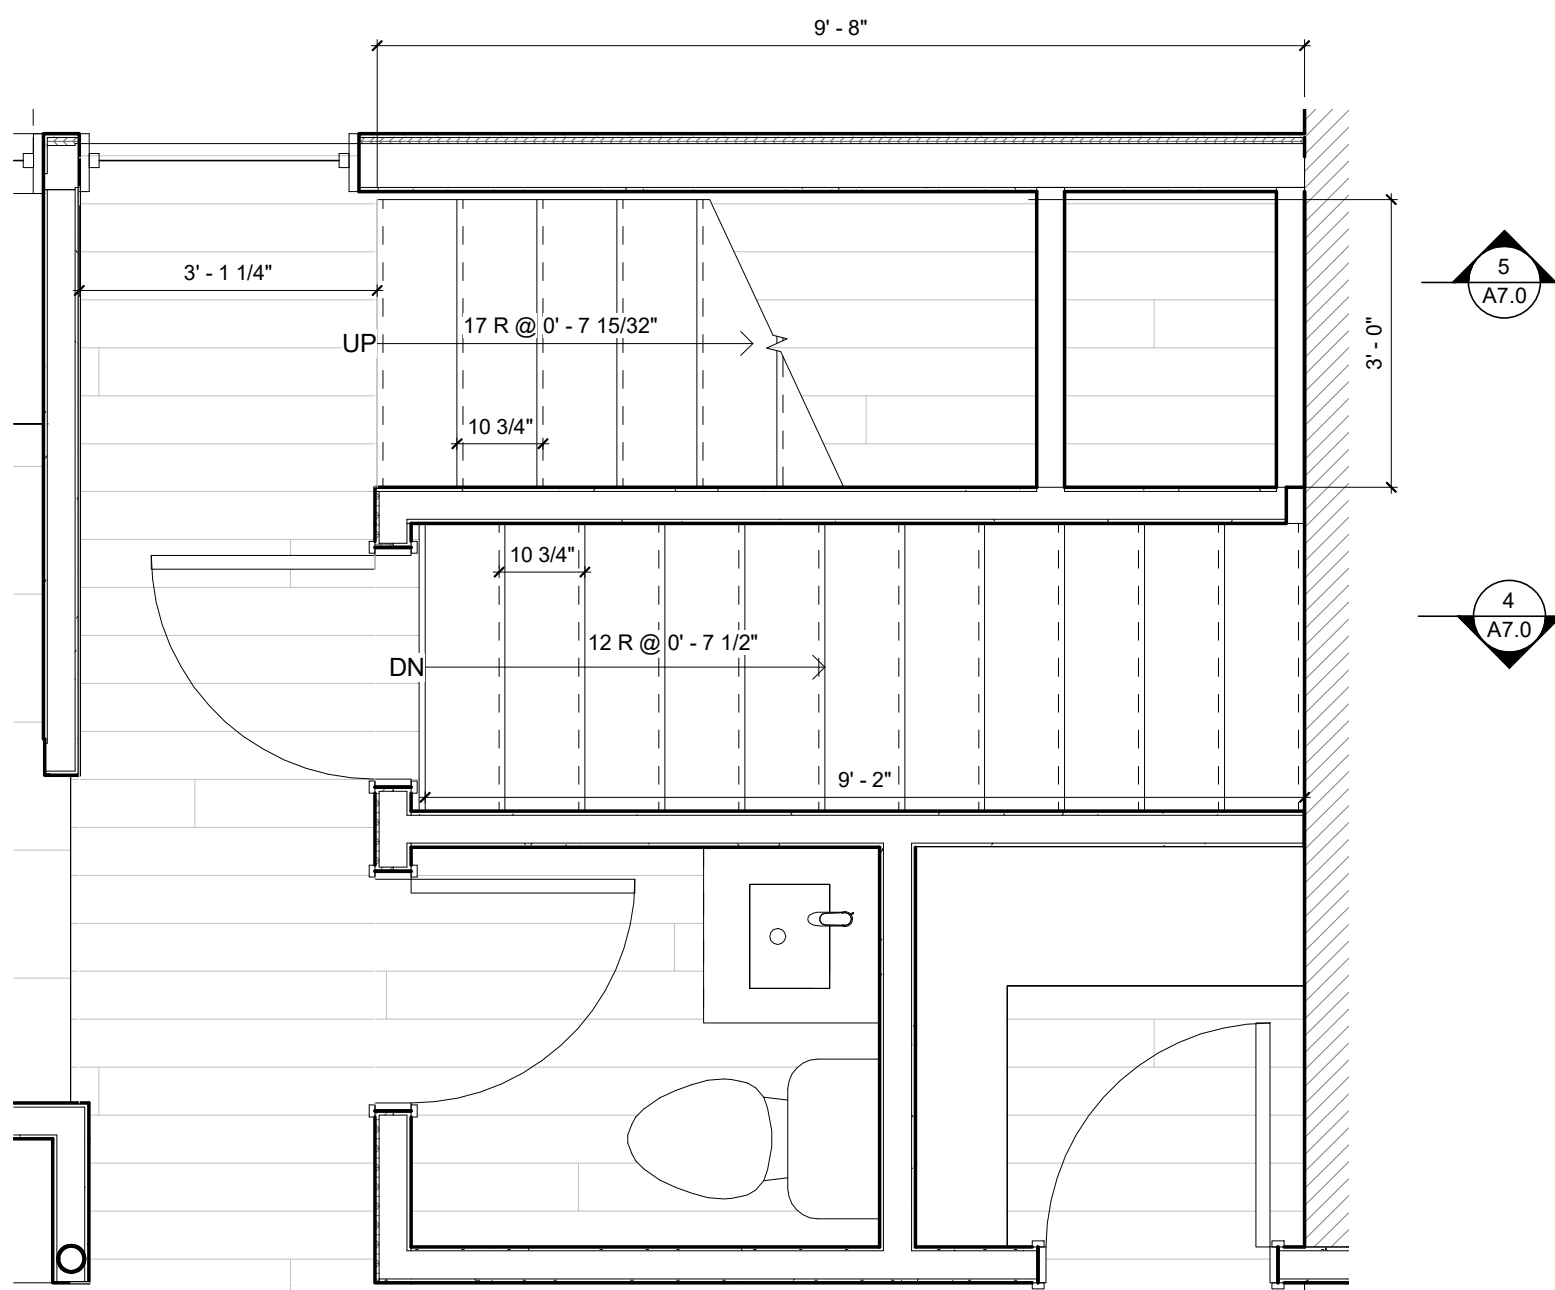 9' - 8"
3' - 1 1/4"
5
A7.0
17 R @ 0' - 7 15/32"
UP
3' - 0"
10 3/4"
10 3/4"
4
A7.0
12 R @ 0' - 7 1/2"
DN
9' - 2"